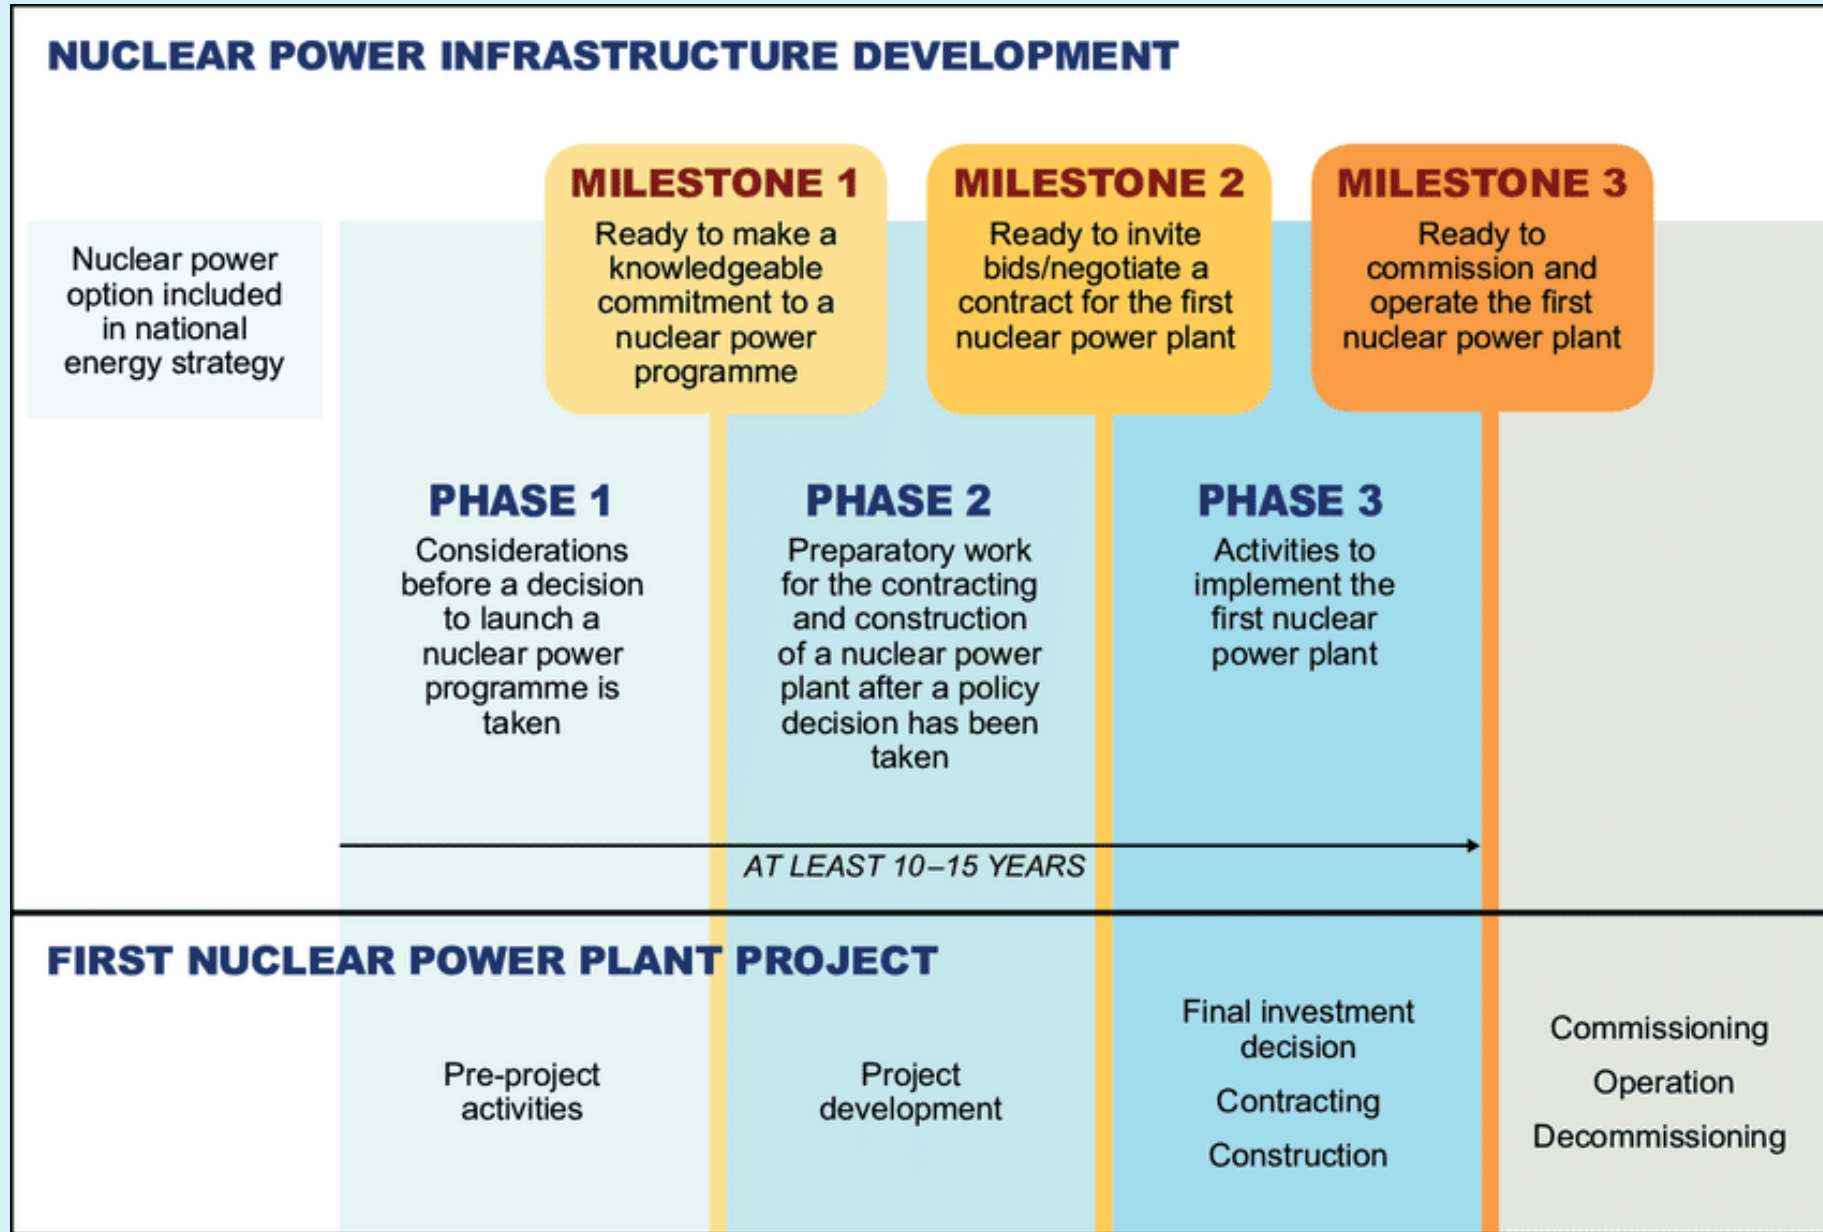 NUCLEAR POWER INFRASTRUCTURE DEVELOPMENT
Nuclear power
option included
in national
energy strategy
MILESTONE 1
Ready to make a
knowledgeable
commitment to a
nuclear power
programme
MILESTONE 2
Ready to invite
bids/negotiate a
contract for the first
nuclear power plant
MILESTONE 3
Ready to
commission and
operate the first
nuclear power plant
PHASE 1
Considerations
before a decision
to launch a
nuclear power
programme is
taken
PHASE 2
Preparatory work
for the contracting
and construction
of a nuclear power
plant after a policy
decision has been
taken
PHASE 3
Activities to
implement the
first nuclear
power plant
AT LEAST 10–15 YEARS
FIRST NUCLEAR POWER PLANT PROJECT
Pre-project
activities
Project
development
Final investment
decision
Contracting
Construction
Commissioning
Operation
Decommissioning